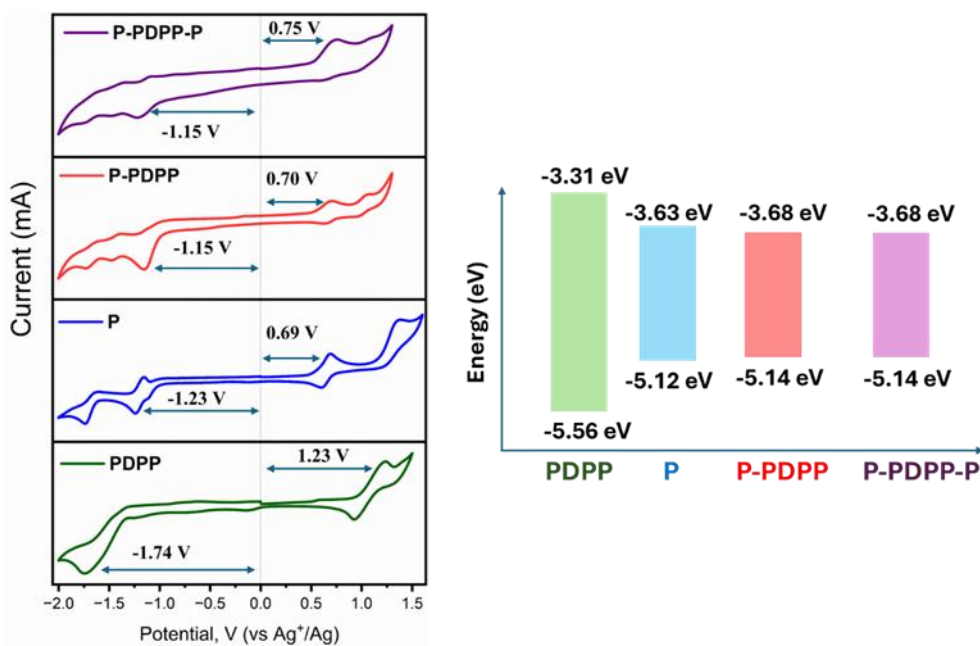 P-PDPP-P
0.75 V
-1.15 V
P-PDPP
0.70 V
-1.15 V
P
0.69 V
-1.23 V
PDPP
1.23 V
-1.74 V
Current (mA)
−2.0 −1.5 −1.0 −0.5 0.0 0.5 1.0 1.5
Potential, V (vs Ag⁺/Ag)
Energy (eV)
-3.31 eV
-3.63 eV -3.68 eV -3.68 eV
-5.12 eV -5.14 eV -5.14 eV
-5.56 eV
PDPP P P-PDPP P-PDPP-P